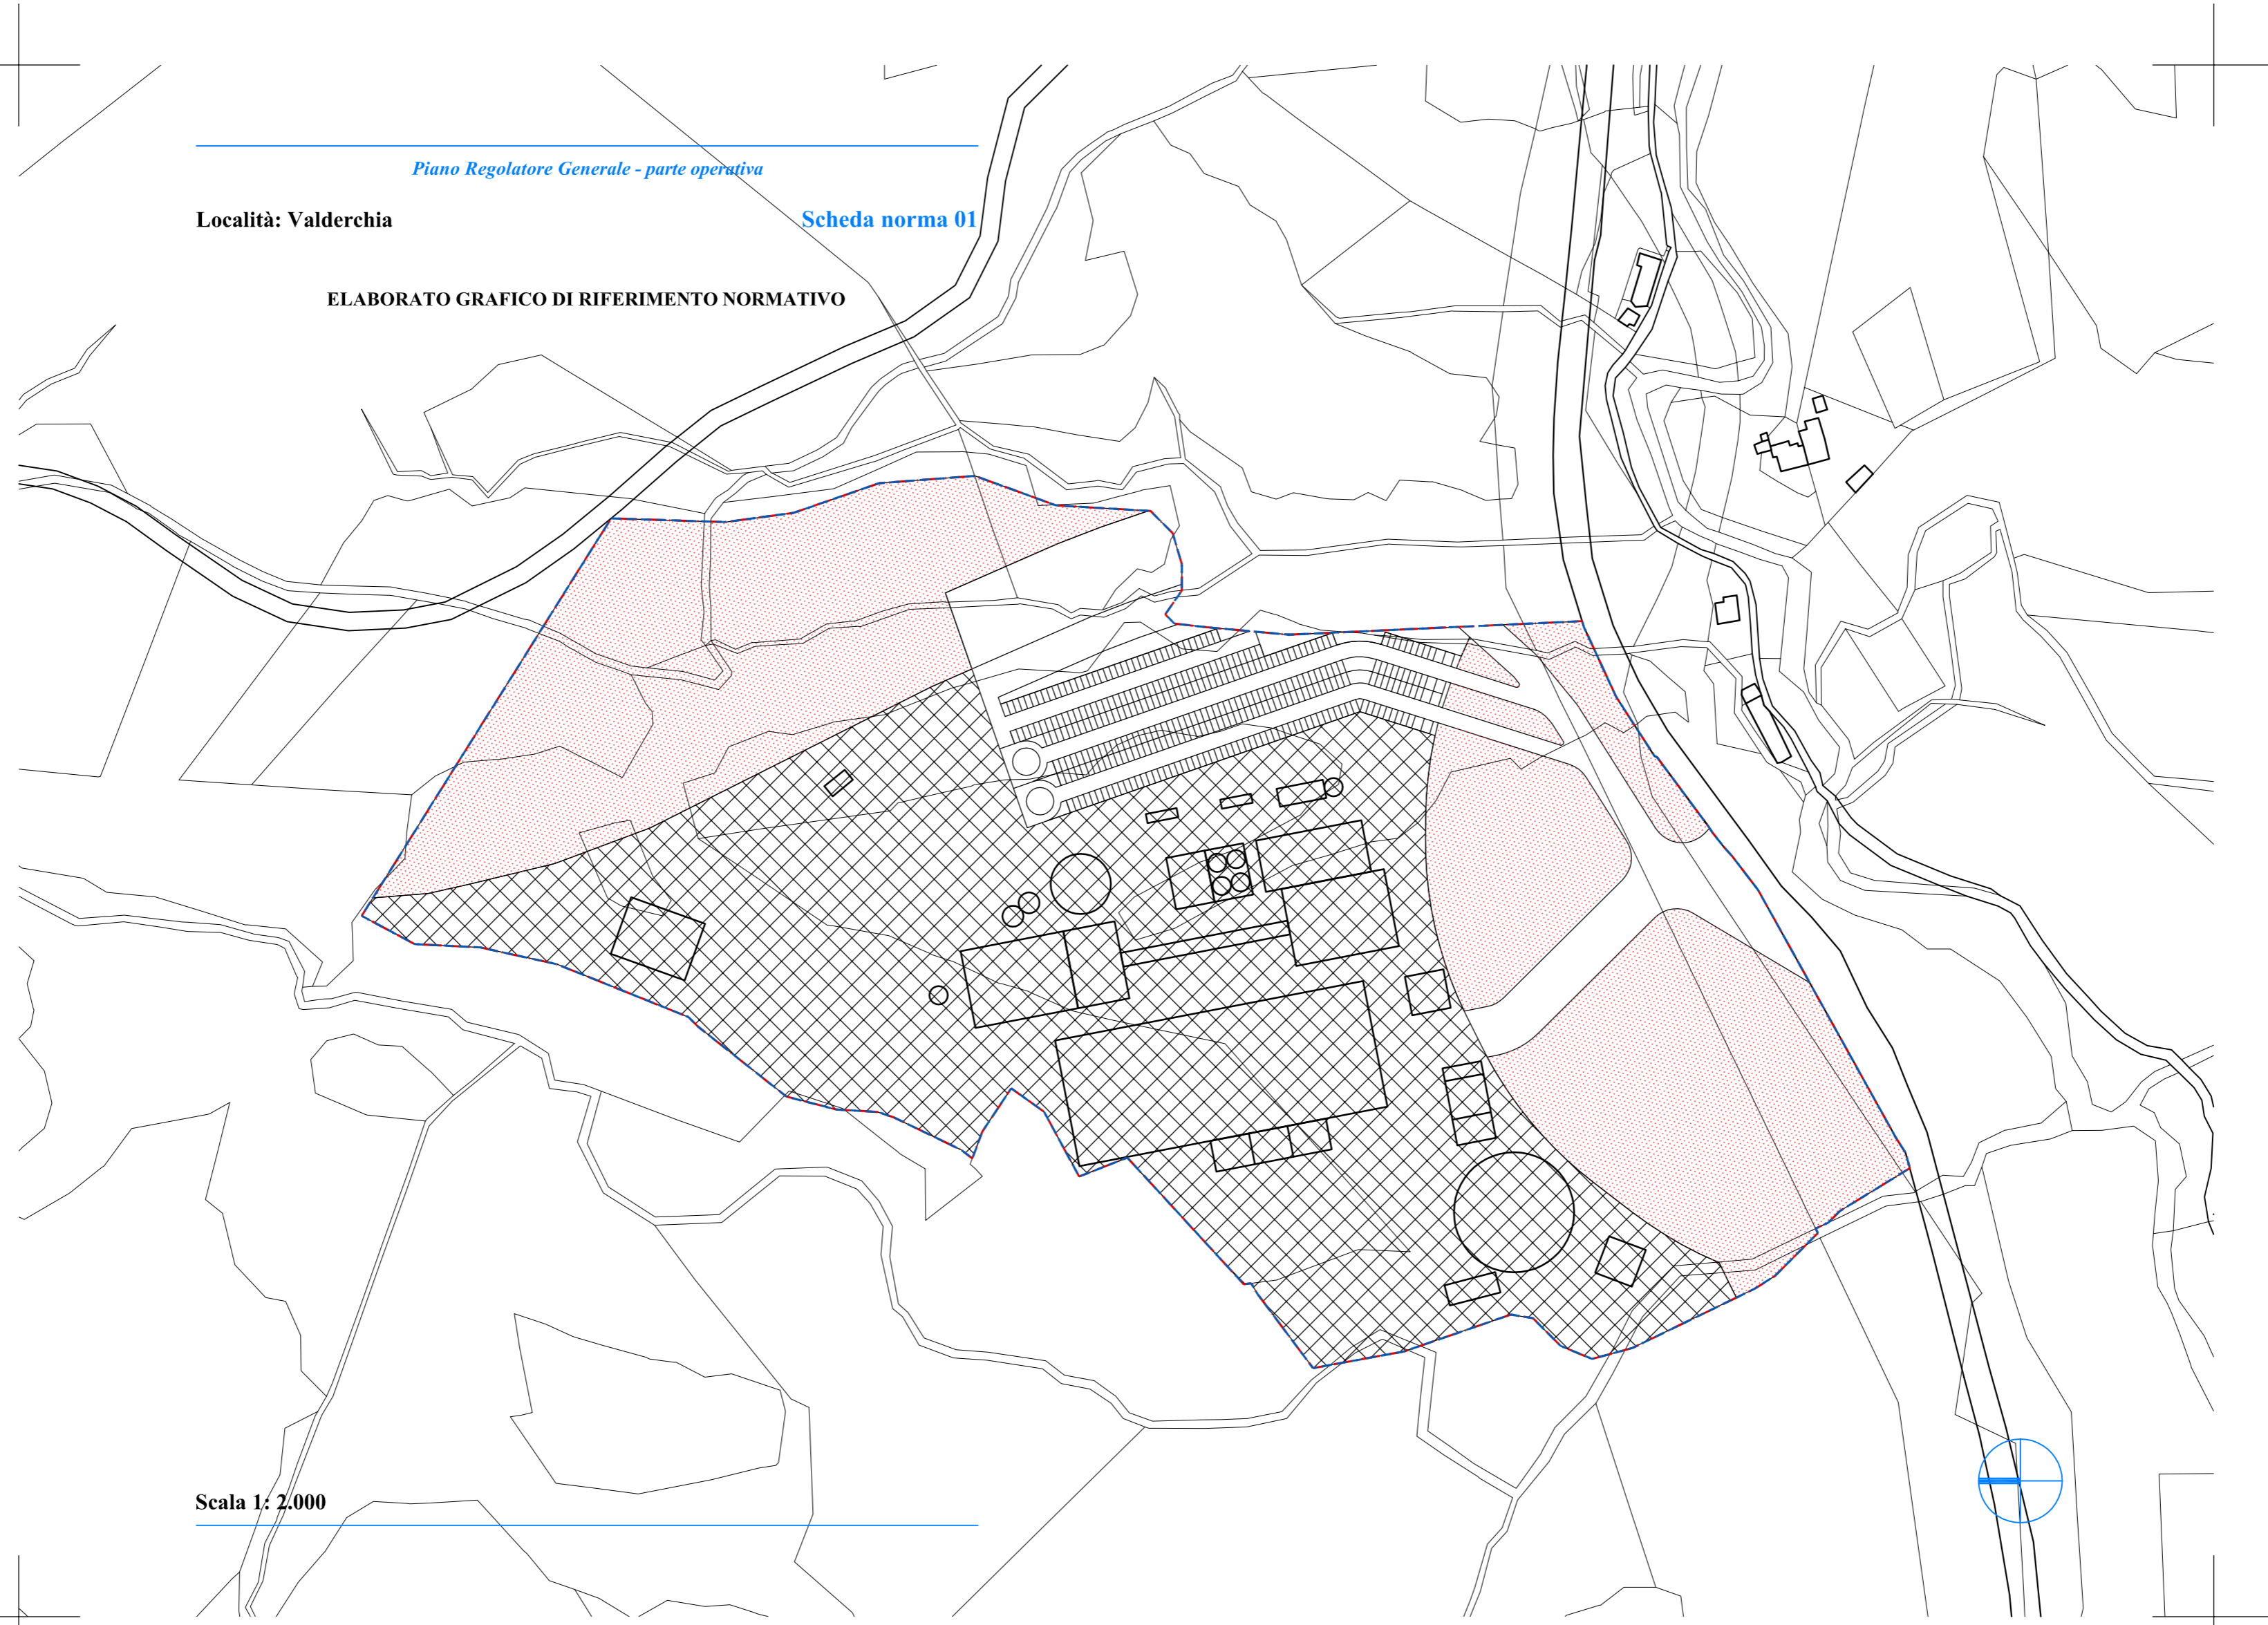 Piano Regolatore Generale - parte operativa
Località: Valderchia
Scheda norma 01
ELABORATO GRAFICO DI RIFERIMENTO NORMATIVO
Scala 1: 2.000